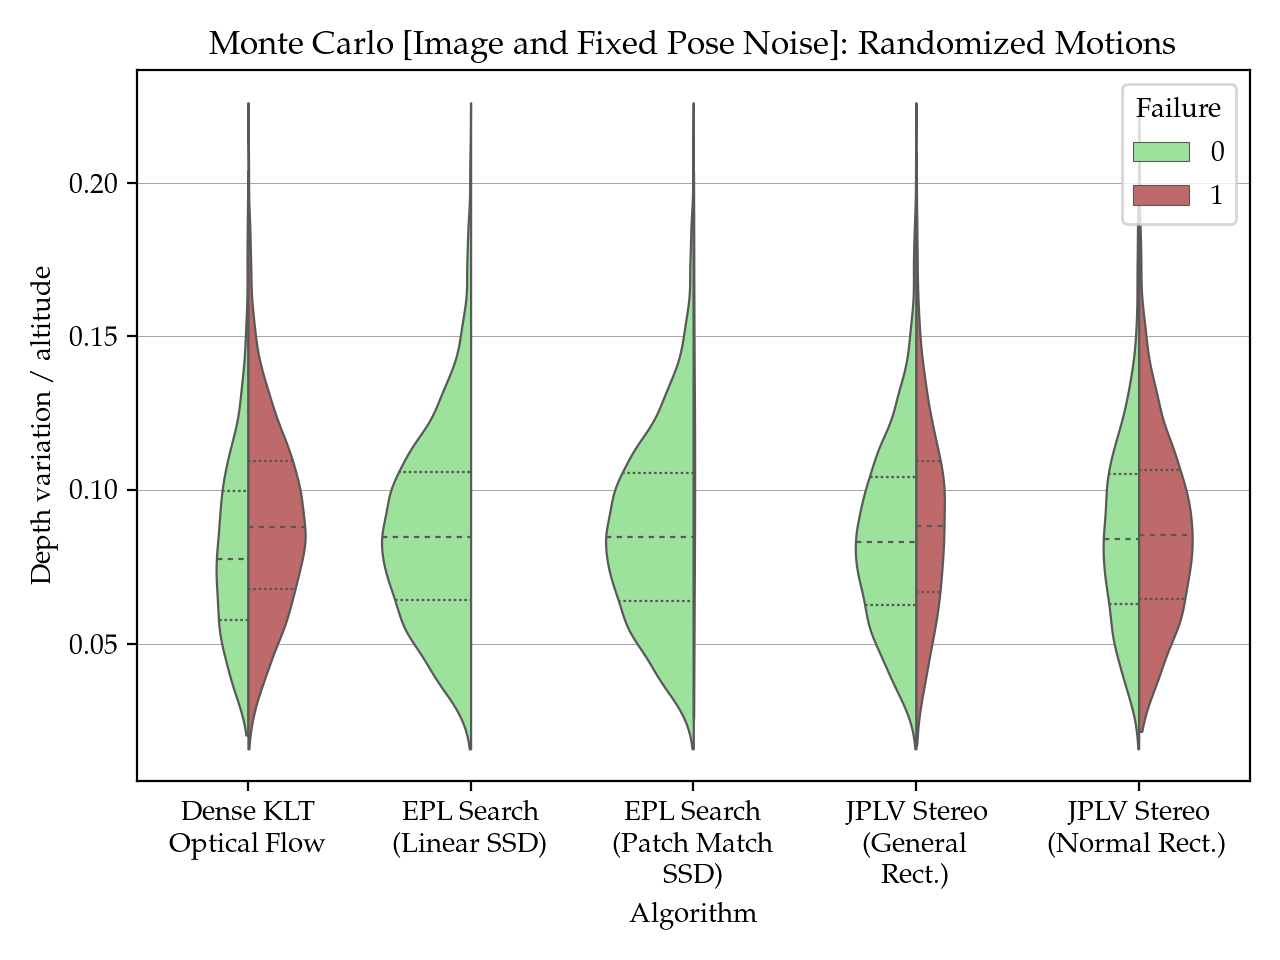 Monte Carlo [Image and Fixed Pose Noise]: Randomized Motions
Failure
0
1
0.20
0.15
0.10
0.05
Depth variation / altitude
Dense KLT
Optical Flow
EPL Search
(Linear SSD)
EPL Search
(Patch Match
SSD)
JPLV Stereo
(General
Rect.)
JPLV Stereo
(Normal Rect.)
Algorithm